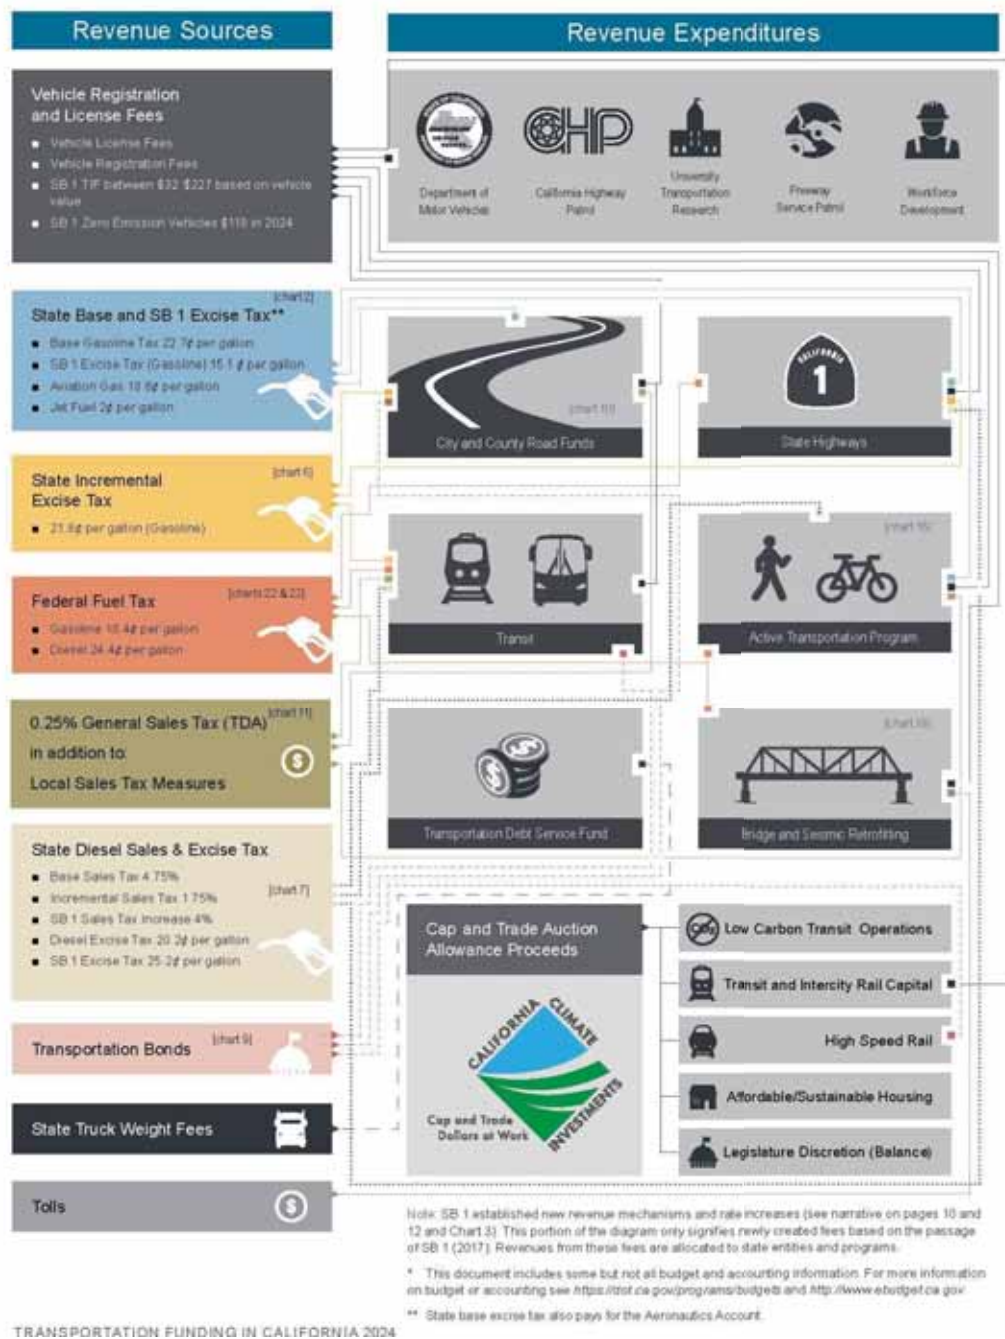 Revenue Sources
Revenue Expenditures
Vehicle Registration
and License Fees
■ Vehicle License Fees
■ Vehicle Registration Fees
■ SB 1 TIF between $32 $227 based on vehicle
value
■ SB 1 Zero Emission Vehicles $118 in 2024
CHP
Department of
Motor Vehicles
California Highway
Patrol
University
Transportation
Research
Freeway
Service Patrol
Workforce
Development
[chart 2]
State Base and SB 1 Excise Tax**
■ Base Gasoline Tax 22.7¢ per gallon
■ SB 1 Excise Tax (Gasoline) 15.1 ¢ per gallon
■ Aviation Gas 18.6¢ per gallon
■ Jet Fuel 2¢ per gallon
City and County Road Funds
CALIFORNIA
1
State Highways
[chart 6]
State Incremental
Excise Tax
■ 21.8¢ per gallon (Gasoline)
Transit
Active Transportation Program
[charts 22 & 23]
Federal Fuel Tax
■ Gasoline 18.4¢ per gallon
■ Diesel 24.4¢ per gallon
[chart 11]
0.25% General Sales Tax (TDA)
in addition to:
Local Sales Tax Measures
$
Transportation Debt Service Fund
Bridge and Seismic Retrofitting
State Diesel Sales & Excise Tax
■ Base Sales Tax 4.75%
■ Incremental Sales Tax 1.75%
[chart 7]
■ SB 1 Sales Tax Increase 4%
■ Diesel Excise Tax 20.2¢ per gallon
■ SB 1 Excise Tax 25.2¢ per gallon
Transportation Bonds
[chart 9]
State Truck Weight Fees
Tolls
$
Cap and Trade Auction
Allowance Proceeds
CALIFORNIA
CLIMATE
INVESTMENTS
Cap and Trade
Dollars at Work
Low Carbon Transit Operations
Transit and Intercity Rail Capital
High Speed Rail
Affordable/Sustainable Housing
Legislature Discretion (Balance)
Note: SB 1 established new revenue mechanisms and rate increases (see narrative on pages 10 and
12 and Chart 3). This portion of the diagram only signifies newly created fees based on the passage
of SB 1 (2017). Revenues from these fees are allocated to state entities and programs.
* This document includes some but not all budget and accounting information. For more information
on budget or accounting see https://dot.ca.gov/programs/budgets and http://www.ebudget.ca.gov
** State base excise tax also pays for the Aeronautics Account.
TRANSPORTATION FUNDING IN CALIFORNIA 2024